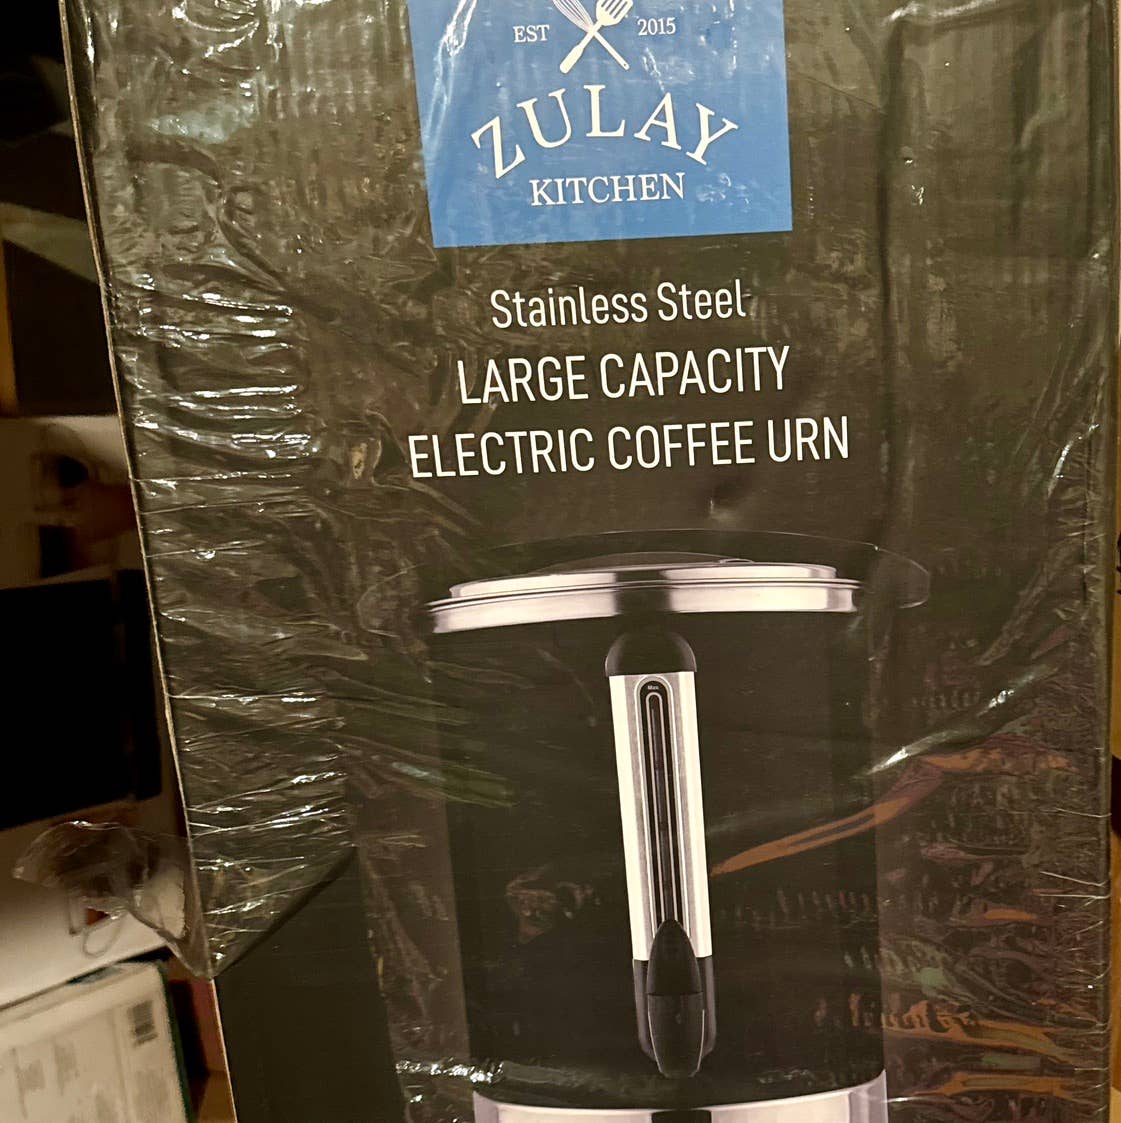 EST 2015
ZULAY
KITCHEN
Stainless Steel
LARGE CAPACITY
ELECTRIC COFFEE URN
Max